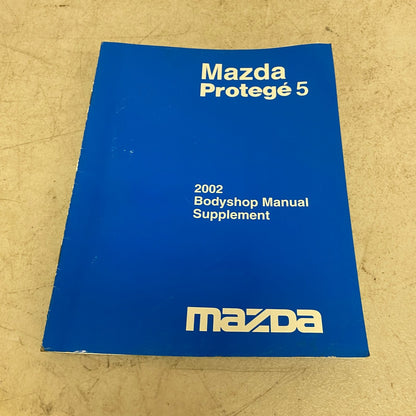 Mazda
Protegé 5
2002
Bodyshop Manual
Supplement
mazda